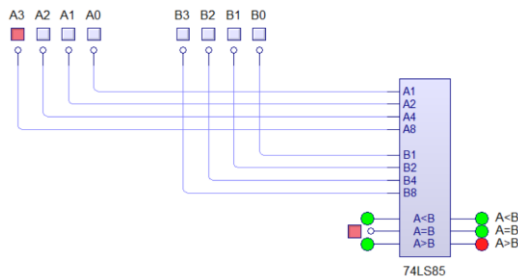 A3 A2 A1 A0 B3 B2 B1 B0
A1
A2
A4
A8
B1
B2
B4
B8
A<B A<B
A=B A=B
A>B A>B
74LS85